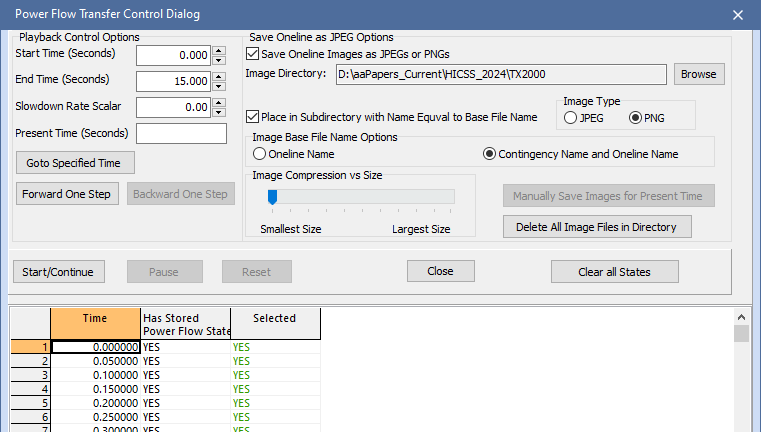 Power Flow Transfer Control Dialog
Playback Control Options
Start Time (Seconds) 0.000
End Time (Seconds) 15.000
Slowdown Rate Scalar 0.00
Present Time (Seconds)
Goto Specified Time
Forward One Step Backward One Step
Save Oneline as JPEG Options
Save Oneline Images as JPEGs or PNGs
Image Directory: D:\aaPapers_Current\HICSS_2024\TX2000 Browse
Place in Subdirectory with Name Equval to Base File Name
Image Type
JPEG PNG
Image Base File Name Options
Oneline Name Contingency Name and Oneline Name
Image Compression vs Size
Smallest Size Largest Size
Manually Save Images for Present Time
Delete All Image Files in Directory
Start/Continue Pause Reset Close Clear all States
Time Has Stored Power Flow State Selected
1 0.000000 YES YES
2 0.050000 YES YES
3 0.100000 YES YES
4 0.150000 YES YES
5 0.200000 YES YES
6 0.250000 YES YES
7 0.300000 YES YES